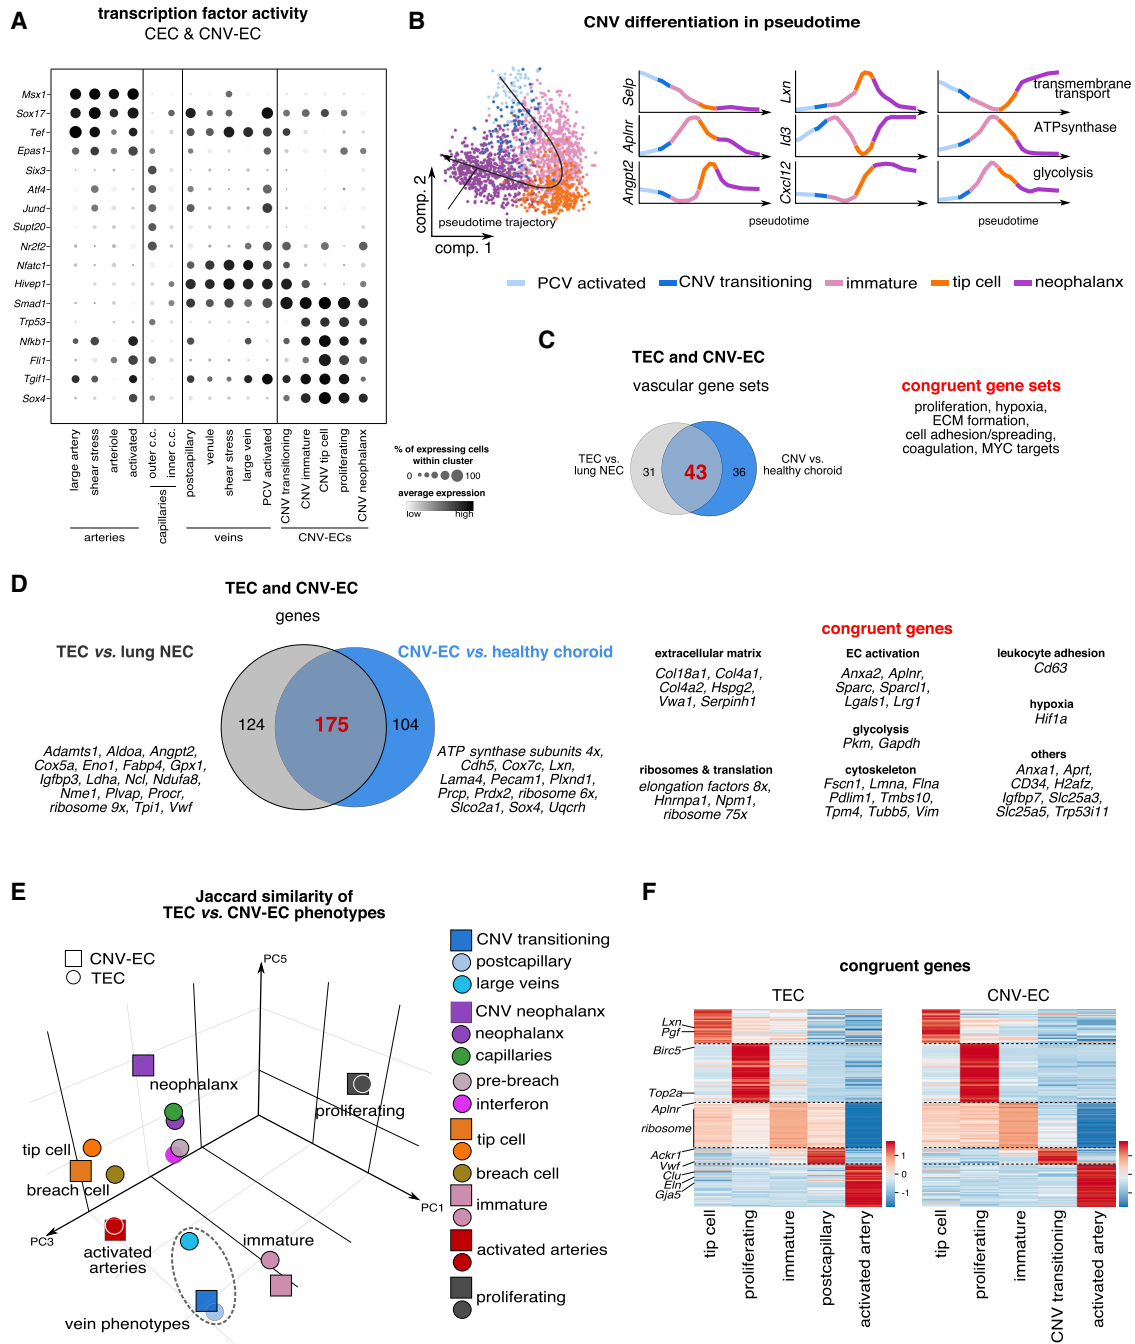 A
transcription factor activity
CEC & CNV-EC
Msx1
Sox17
Tef
Epas1
Six3
Atf4
Jund
Supt20
Nr2f2
Nfatc1
Hivep1
Smad1
Trp53
Nfkb1
Fli1
Tgif1
Sox4
large artery
shear stress
arteriole
activated
outer c.c.
inner c.c.
postcapillary
venule
shear stress
large vein
PCV activated
CNV transitioning
CNV immature
CNV tip cell
proliferating
CNV neophalanx
arteries
capillaries
veins
CNV-ECs
% of expressing cells
within cluster
0 100
average expression
low high
B
CNV differentiation in pseudotime
comp. 2
comp. 1
pseudotime trajectory
Selp
Aplnr
Angpt2
pseudotime
Lxn
Id3
Cxcl12
pseudotime
transmembrane
transport
ATPsynthase
glycolysis
pseudotime
PCV activated CNV transitioning immature tip cell neophalanx
C
TEC and CNV-EC
vascular gene sets
TEC vs.
lung NEC
31 43 36
CNV vs.
healthy choroid
congruent gene sets
proliferation, hypoxia,
ECM formation,
cell adhesion/spreading,
coagulation, MYC targets
D
TEC and CNV-EC
genes
TEC vs. lung NEC
CNV-EC vs. healthy choroid
124 175 104
Adamts1, Aldoa, Angpt2,
Cox5a, Eno1, Fabp4, Gpx1,
Igfbp3, Ldha, Ncl, Ndufa8,
Nme1, Plvap, Procr,
ribosome 9x, Tpi1, Vwf
ATP synthase subunits 4x,
Cdh5, Cox7c, Lxn,
Lama4, Pecam1, Plxnd1,
Prcp, Prdx2, ribosome 6x,
Slco2a1, Sox4, Uqcrh
congruent genes
extracellular matrix
Col18a1, Col4a1,
Col4a2, Hspg2,
Vwa1, Serpinh1
ribosomes & translation
elongation factors 8x,
Hnrnpa1, Npm1,
ribosome 75x
EC activation
Anxa2, Aplnr,
Sparc, Sparcl1,
Lgals1, Lrg1
glycolysis
Pkm, Gapdh
cytoskeleton
Fscn1, Lmna, Flna
Pdlim1, Tmbs10,
Tpm4, Tubb5, Vim
leukocyte adhesion
Cd63
hypoxia
Hif1a
others
Anxa1, Aprt,
CD34, H2afz,
Igfbp7, Slc25a3,
Slc25a5, Trp53i11
E
Jaccard similarity of
TEC vs. CNV-EC phenotypes
CNV-EC
TEC
PC5
PC1
PC3
neophalanx
proliferating
tip cell
breach cell
activated
arteries
immature
vein phenotypes
CNV transitioning
postcapillary
large veins
CNV neophalanx
neophalanx
capillaries
pre-breach
interferon
tip cell
breach cell
immature
activated arteries
proliferating
F
congruent genes
TEC
CNV-EC
Lxn
Pgf
Birc5
Top2a
Aplnr
ribosome
Ackr1
Vwf
Clu
Eln
Gja5
1
0
-1
tip cell
proliferating
immature
postcapillary
activated artery
tip cell
proliferating
immature
CNV transitioning
activated artery